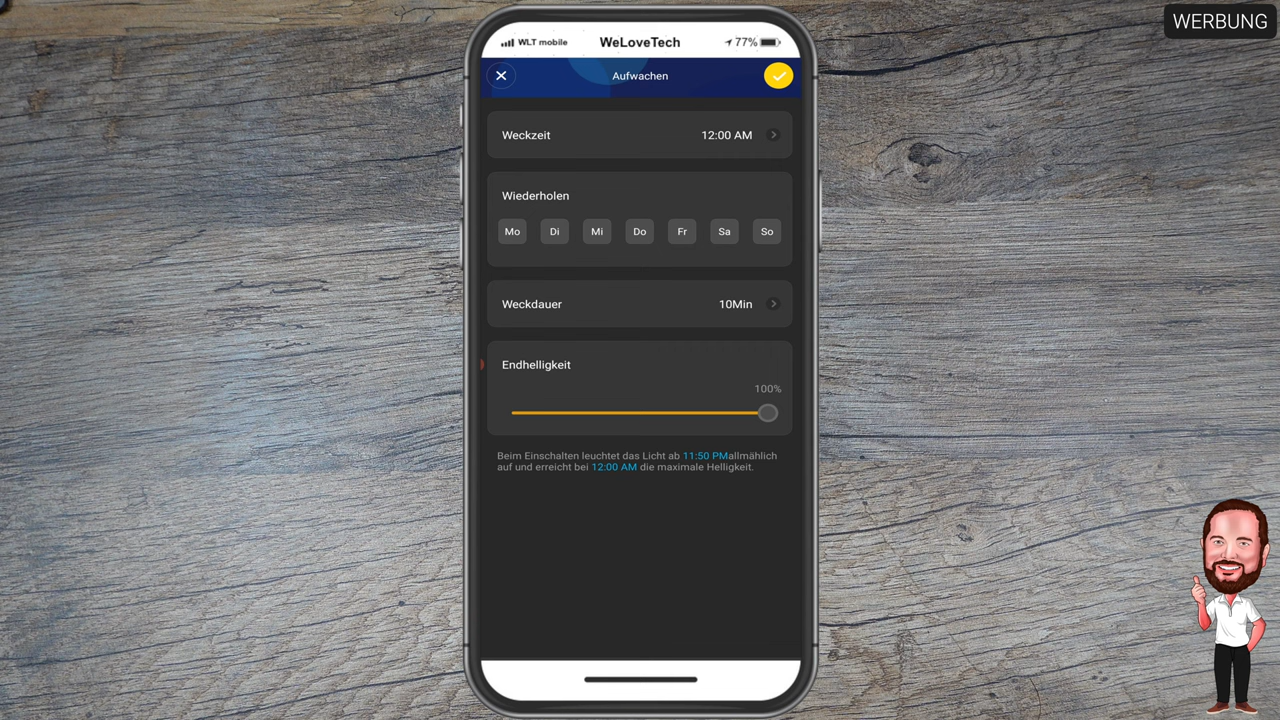 WERBUNG
WLT mobile WeLoveTech 77%
Aufwachen
Weckzeit 12:00 AM
Wiederholen
Mo Di Mi Do Fr Sa So
Weckdauer 10Min
Endhelligkeit
100%
Beim Einschalten leuchtet das Licht ab 11:50 PMallmählich
auf und erreicht bei 12:00 AM die maximale Helligkeit.